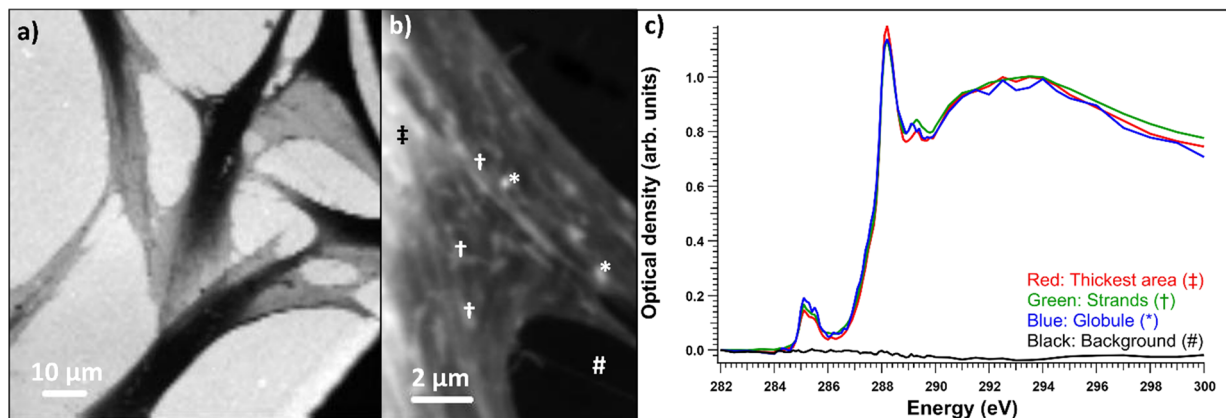 a)
10 µm
b)
‡
†
*
†
*
†
#
2 µm
c)
Optical density (arb. units)
1.0
0.8
0.6
0.4
0.2
0.0
Red: Thickest area (‡)
Green: Strands (†)
Blue: Globule (*)
Black: Background (#)
282 284 286 288 290 292 294 296 298 300
Energy (eV)